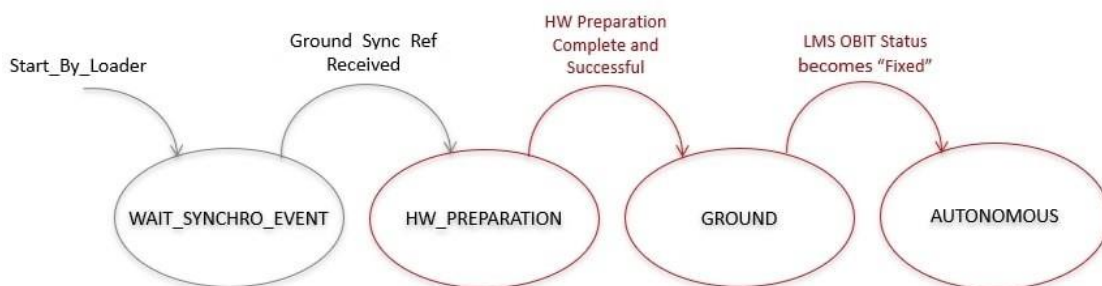 Start_By_Loader
Ground Sync Ref
Received
HW Preparation
Complete and
Successful
LMS OBIT Status
becomes “Fixed”
WAIT_SYNCHRO_EVENT
HW_PREPARATION
GROUND
AUTONOMOUS